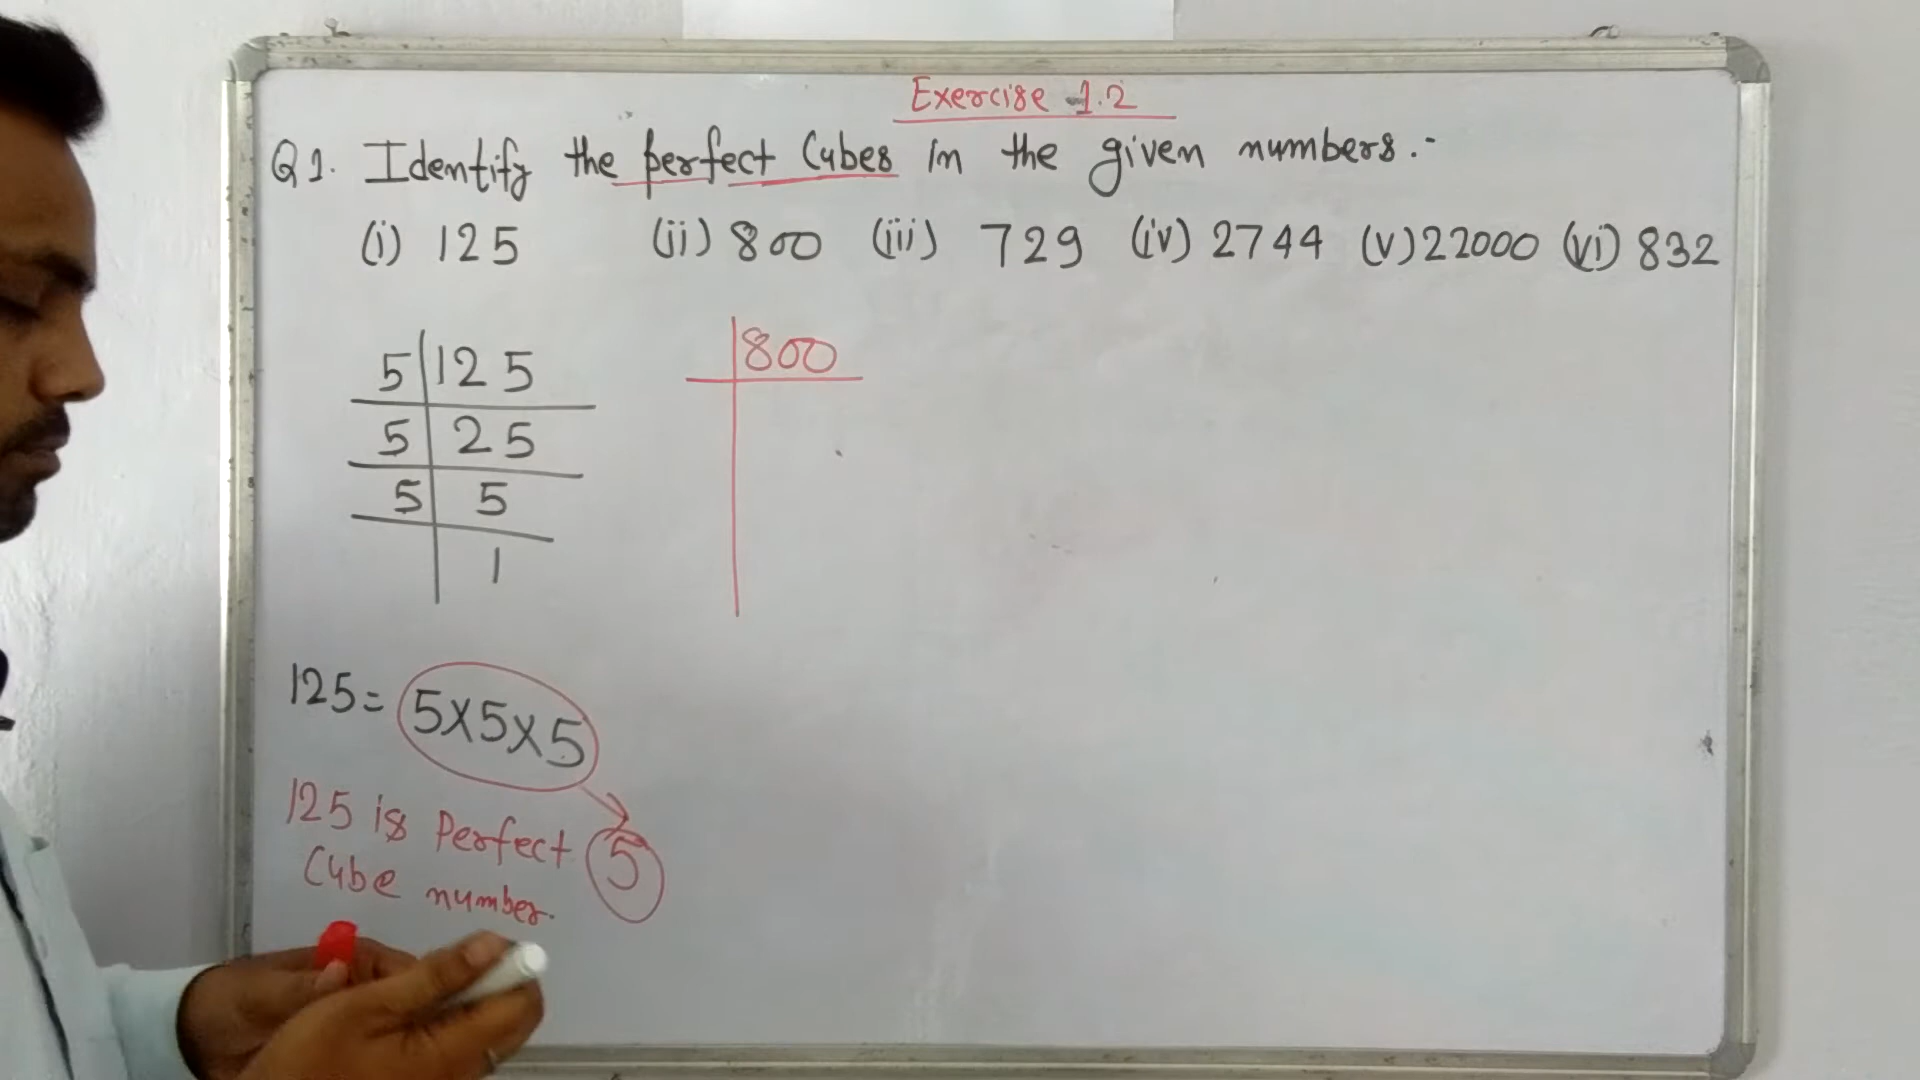 Exercise 1.2
Q1. Identify the perfect Cubes in the given numbers.-
(i) 125 (ii) 800 (iii) 729 (iv) 2744 (v) 22000 (vi) 832
5 125
5 25
5 5
1
800
125= 5x5x5
125 is Perfect 5
Cube number.